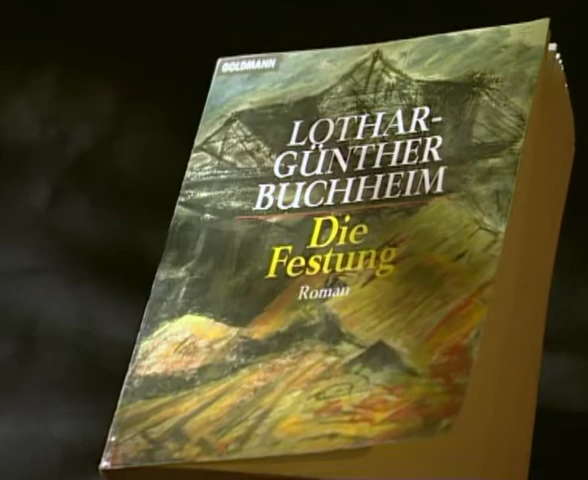 GOLDMANN
LOTHAR-
GÜNTHER
BUCHHEIM
Die
Festung
Roman